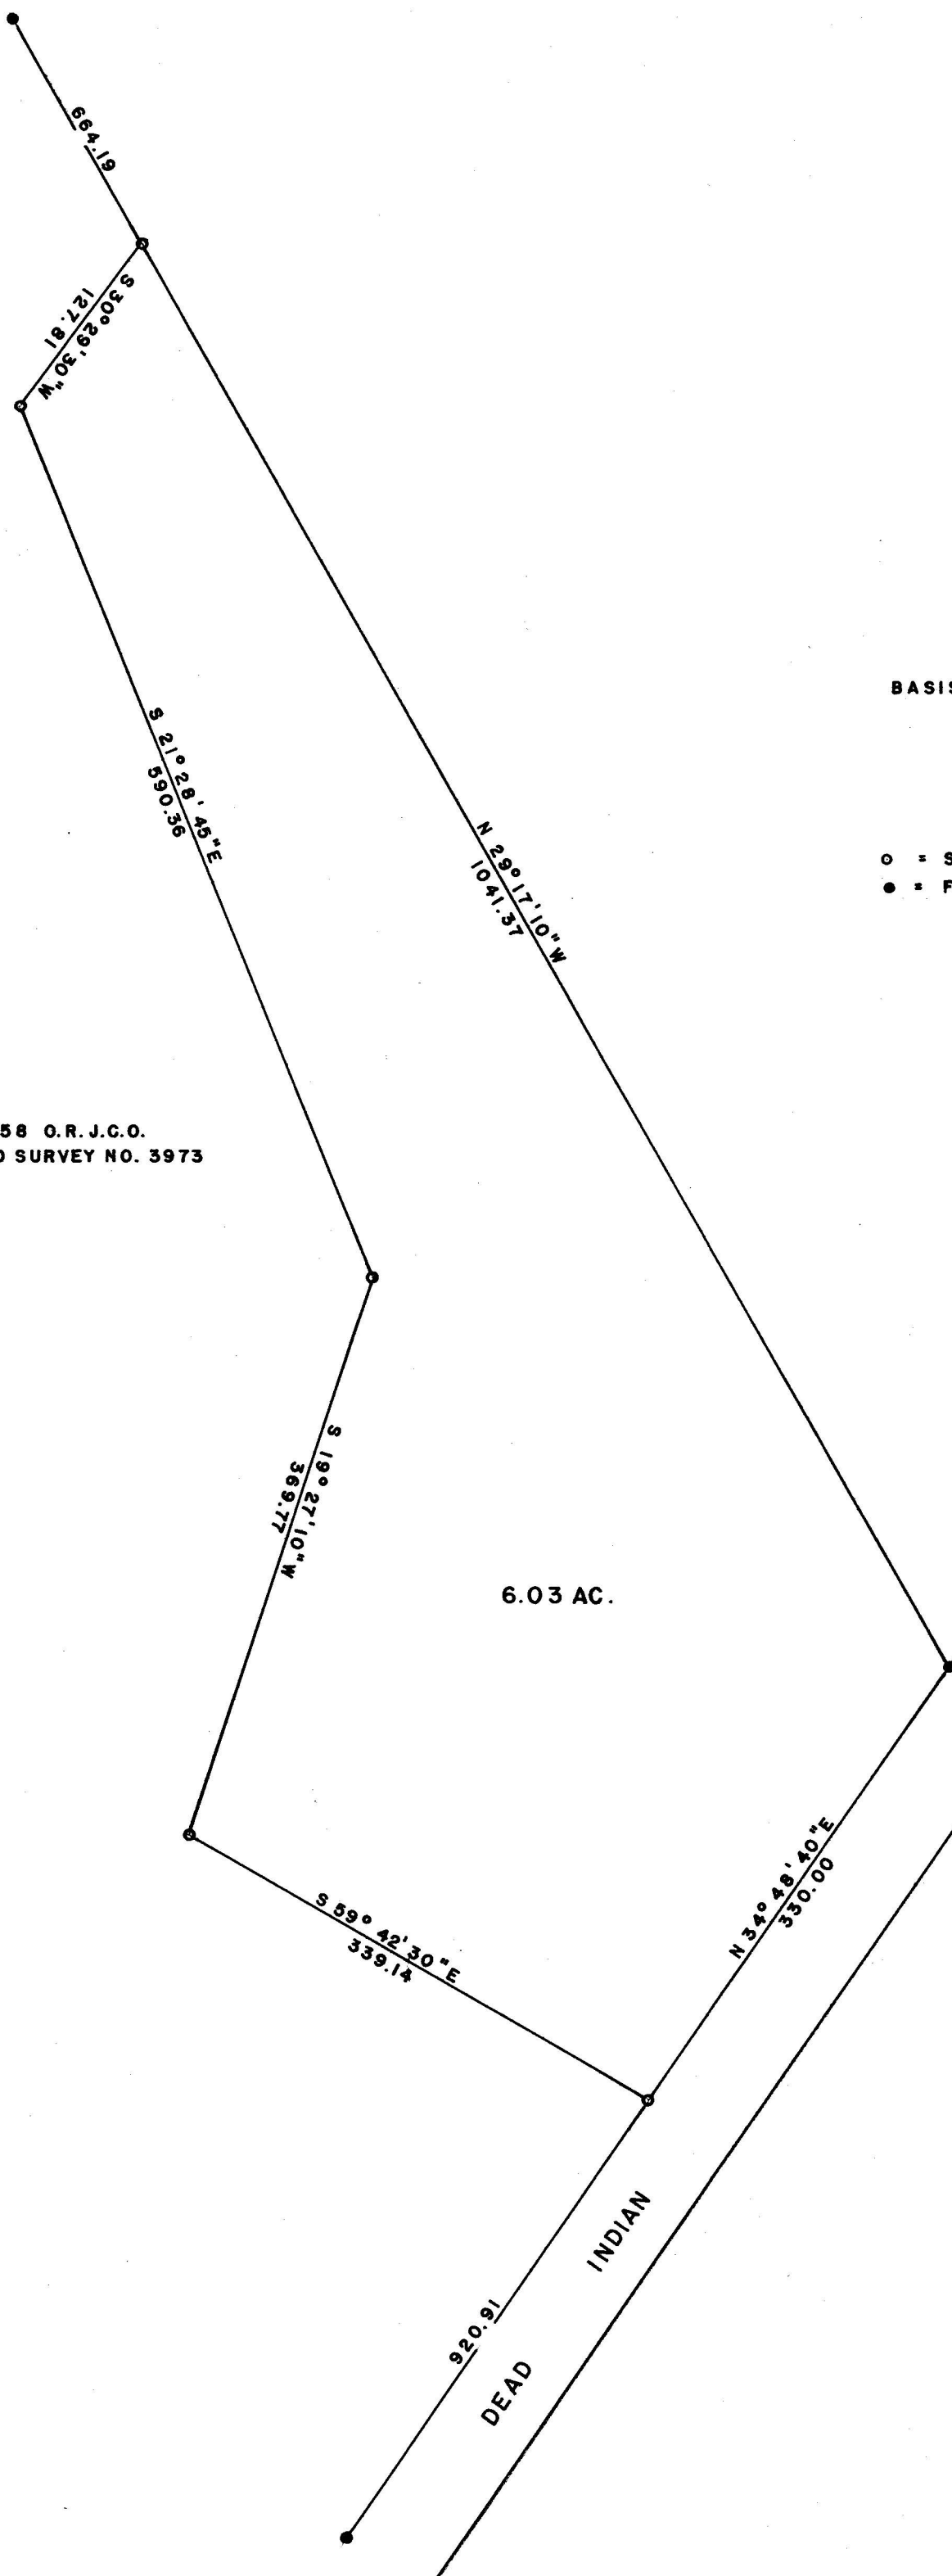 664.19
S 30° 29' 30" W
127.81
BASIS
S 21° 28' 45" E
590.36
N 29° 17' 10" W
1041.37
o = S
● = F
58 O.R.J.C.O.
SURVEY NO. 3973
S 19° 27' 10" W
369.77
6.03 AC.
N 34° 48' 40" E
330.00
S 59° 42' 30" E
339.14
INDIAN
920.91
DEAD